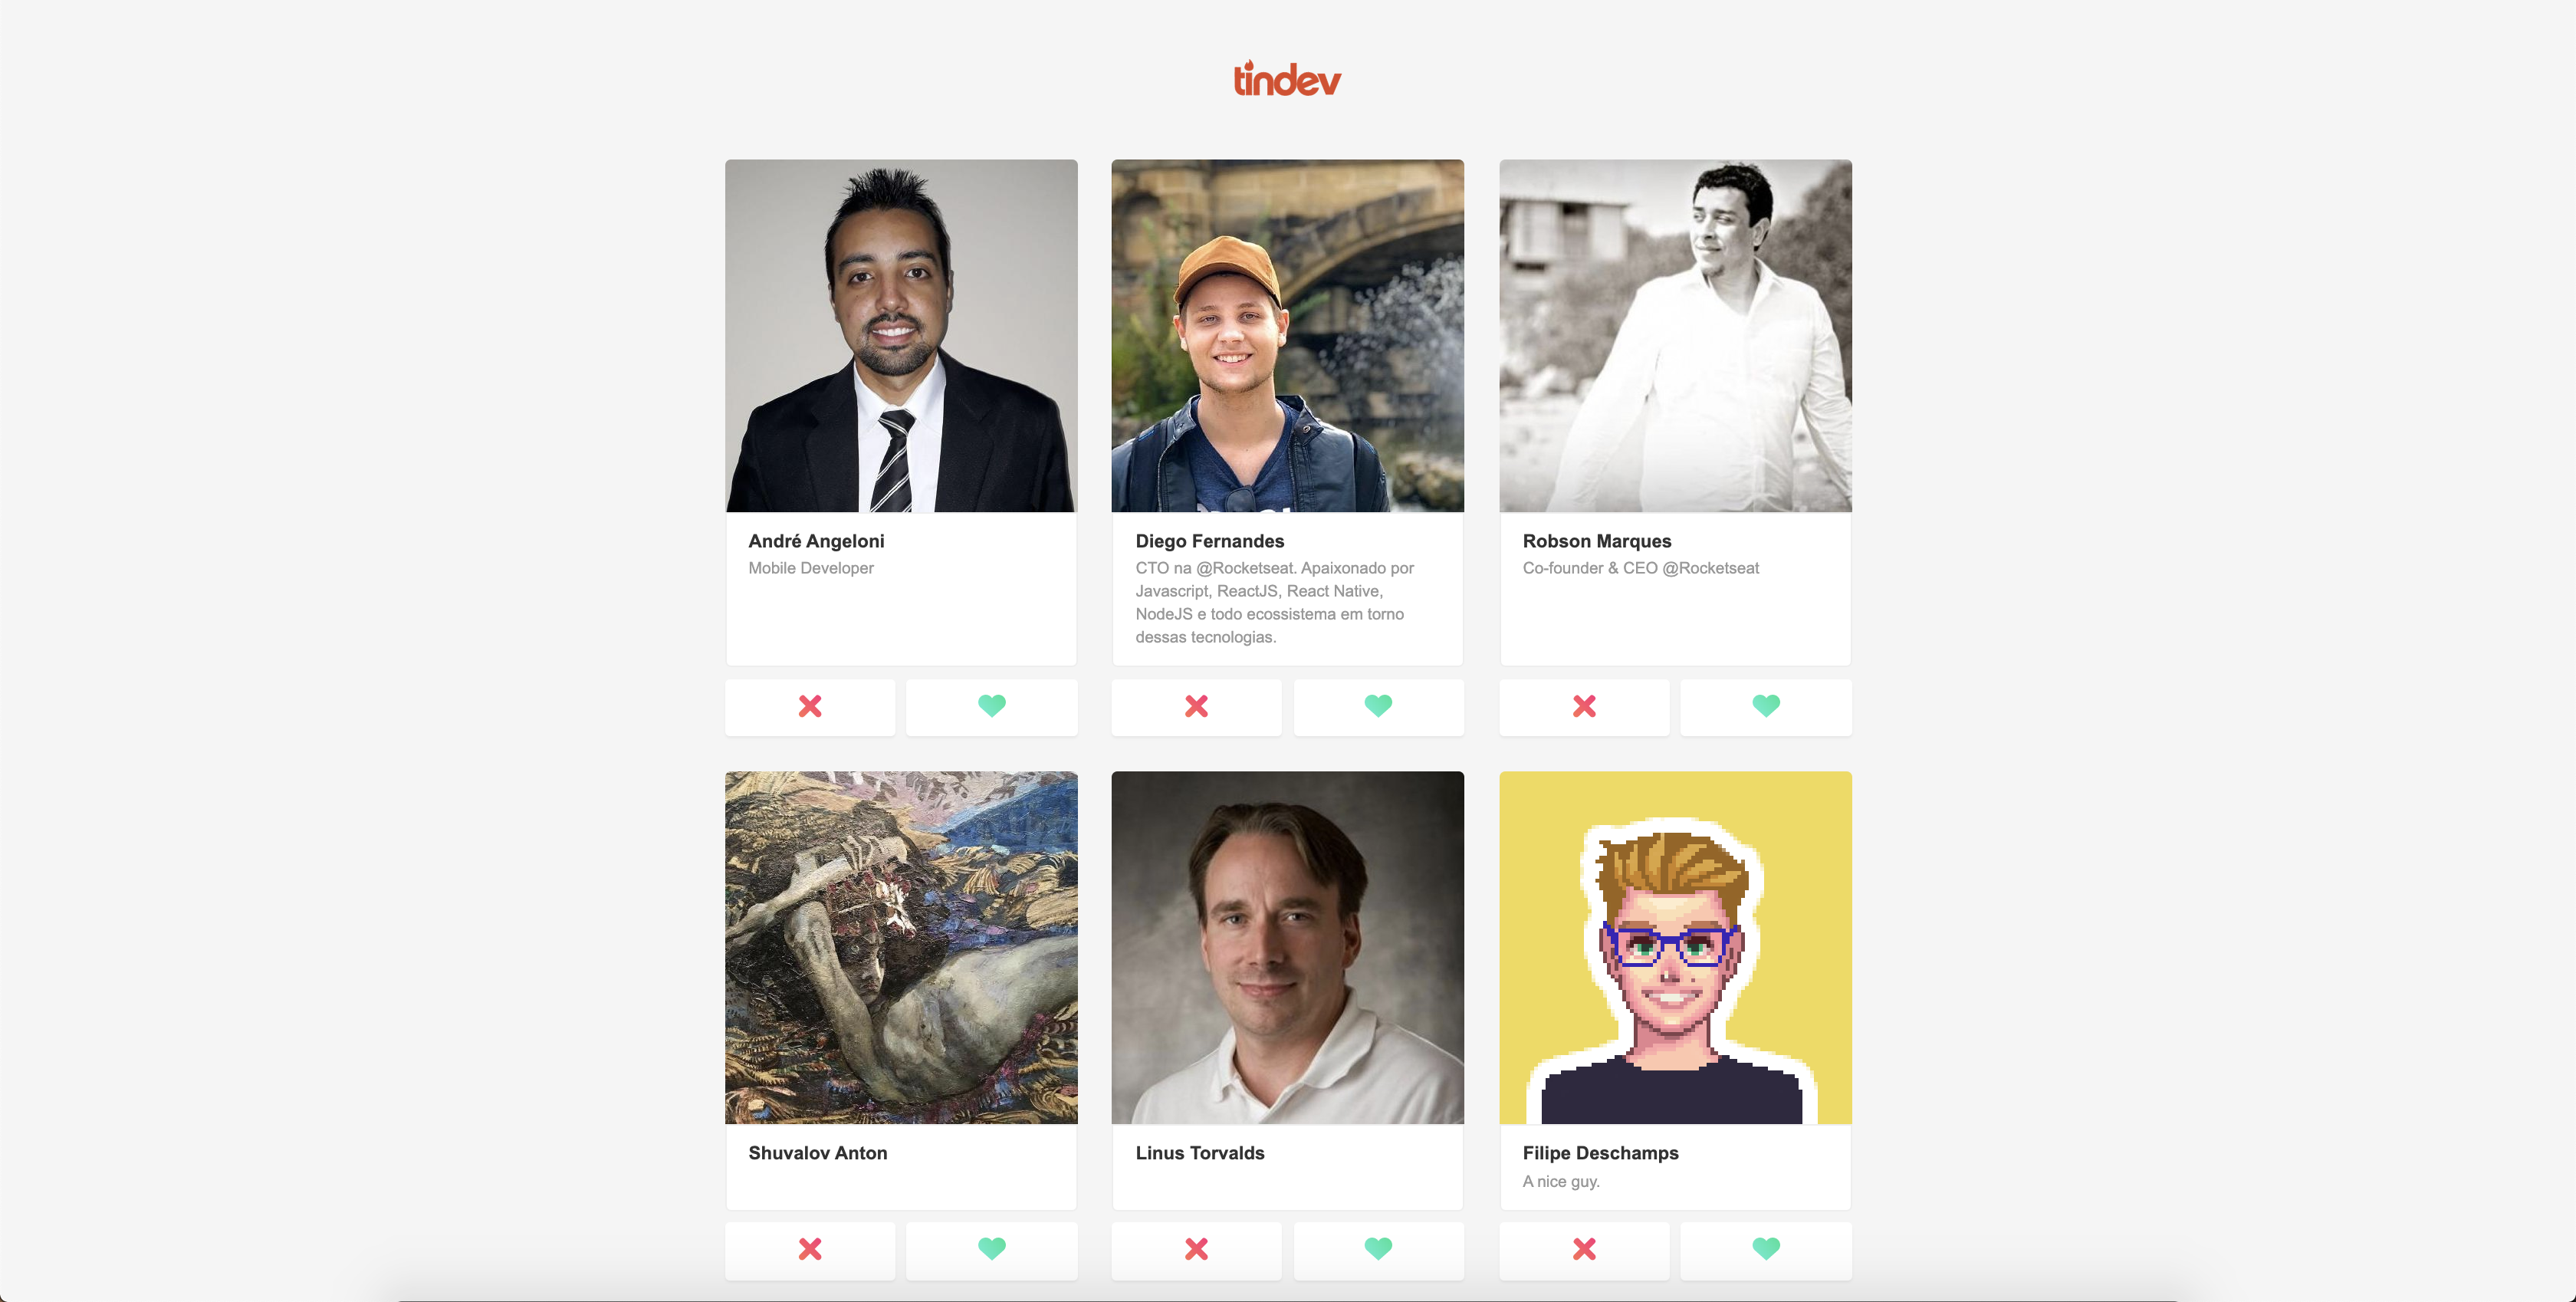 tindev
André Angeloni
Mobile Developer
Diego Fernandes
CTO na @Rocketseat. Apaixonado por
Javascript, ReactJS, React Native,
NodeJS e todo ecossistema em torno
dessas tecnologias.
Robson Marques
Co-founder & CEO @Rocketseat
Shuvalov Anton
Linus Torvalds
Filipe Deschamps
A nice guy.